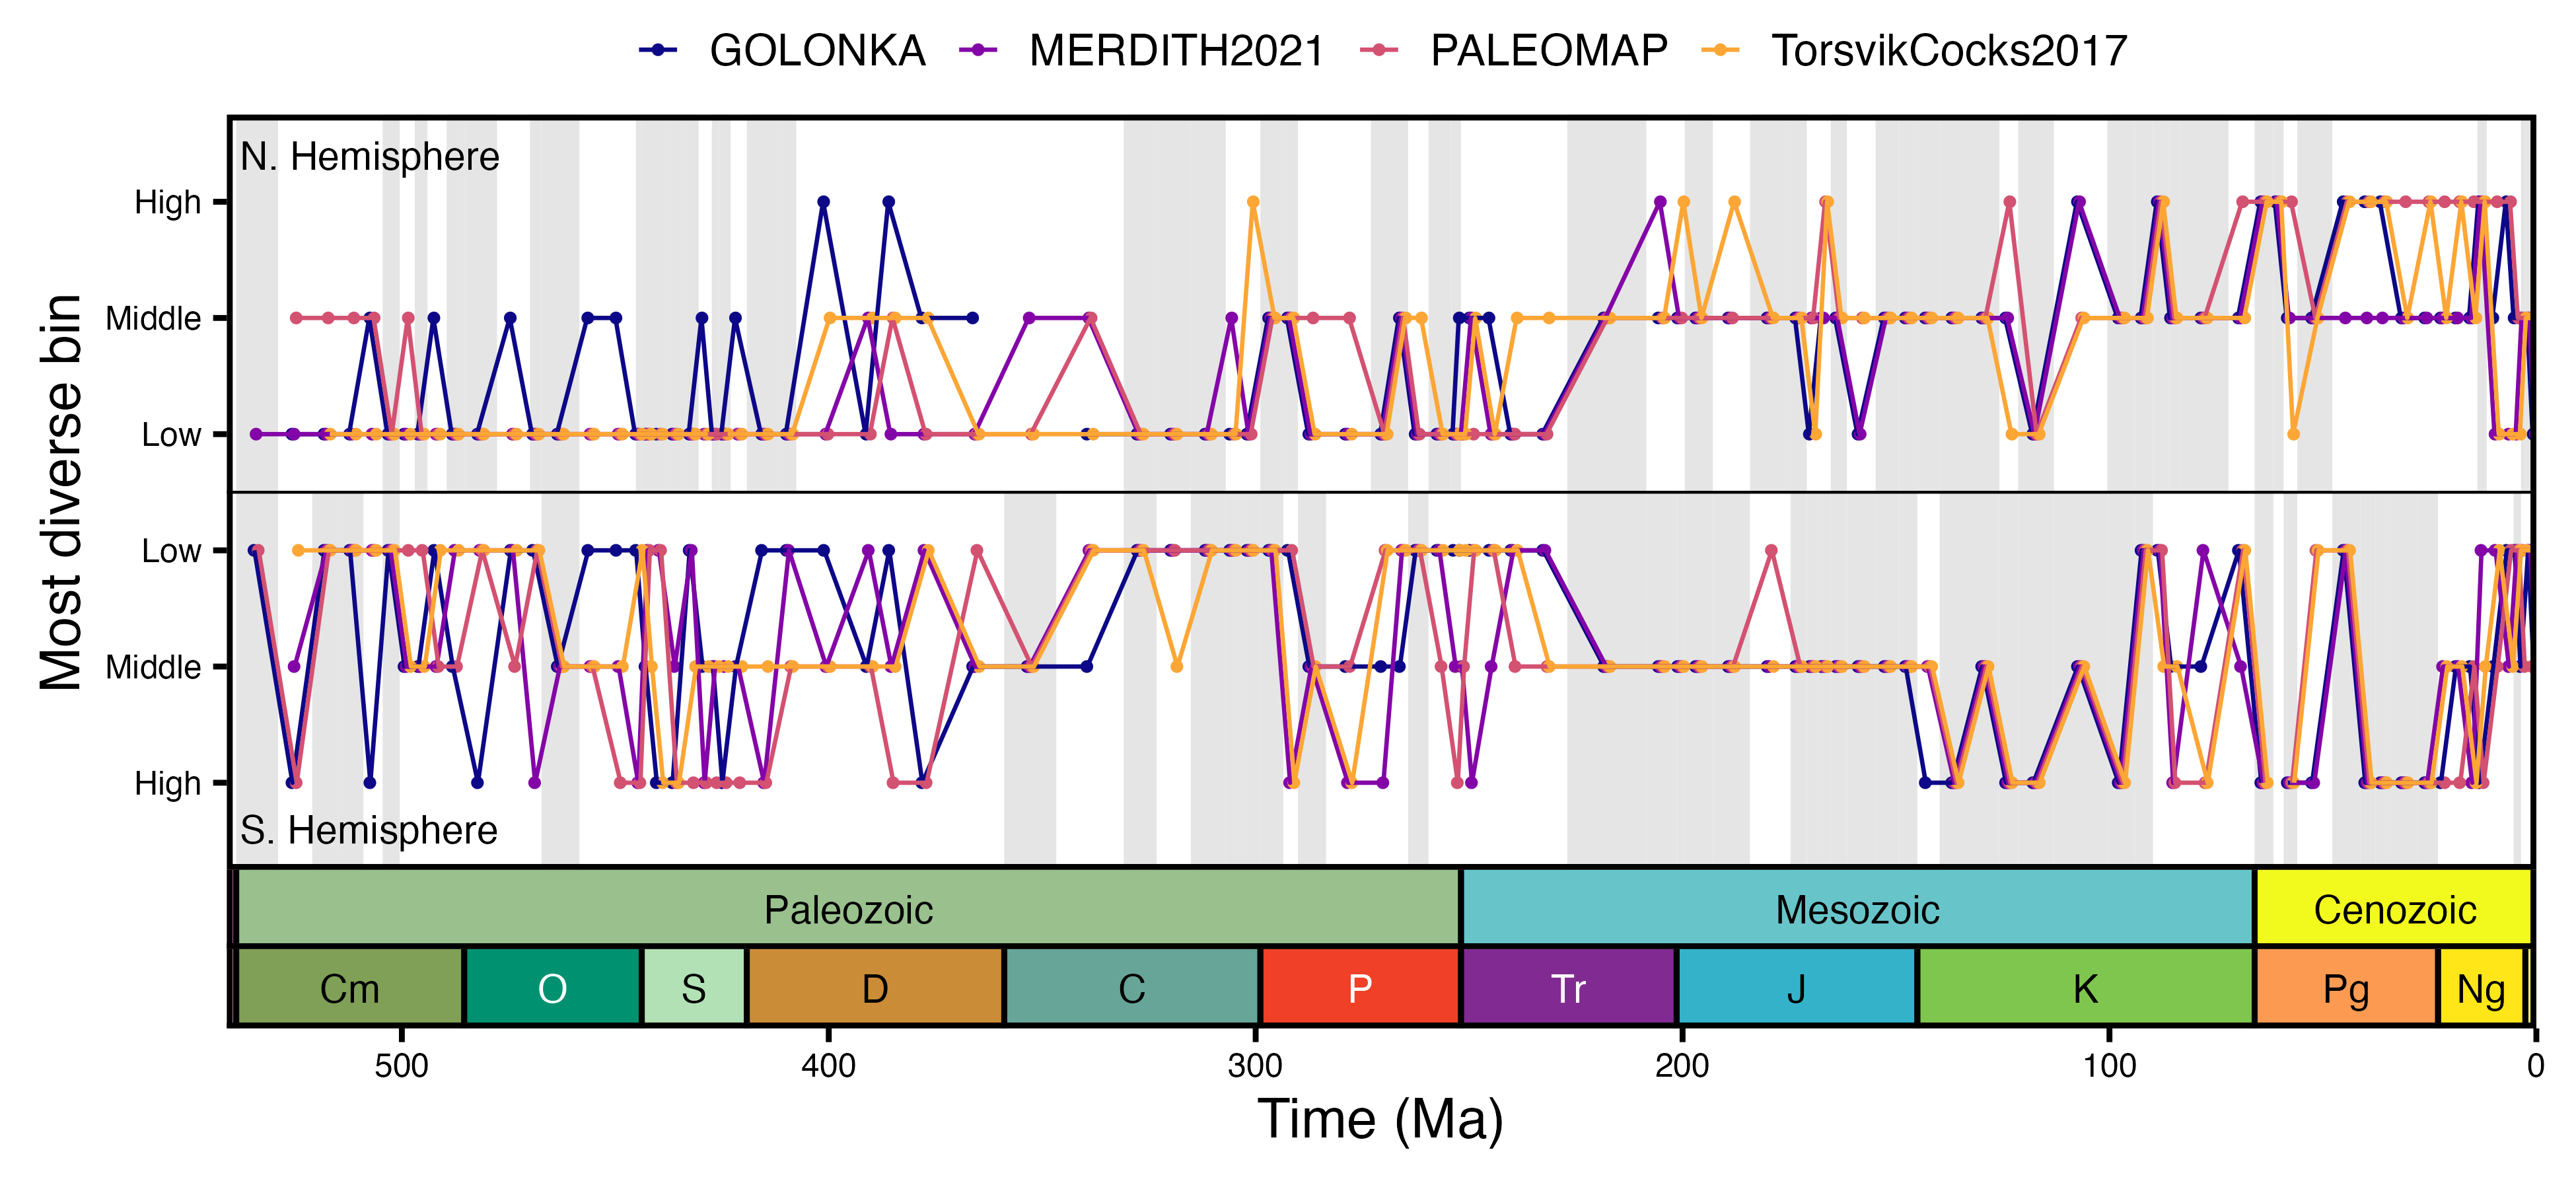 GOLONKA MERDITH2021 PALEOMAP TorsvikCocks2017
N. Hemisphere
High
Middle
Low
Most diverse bin
Low
Middle
High
S. Hemisphere
Paleozoic Mesozoic Cenozoic
Cm O S D C P Tr J K Pg Ng
500 400 300 200 100 0
Time (Ma)